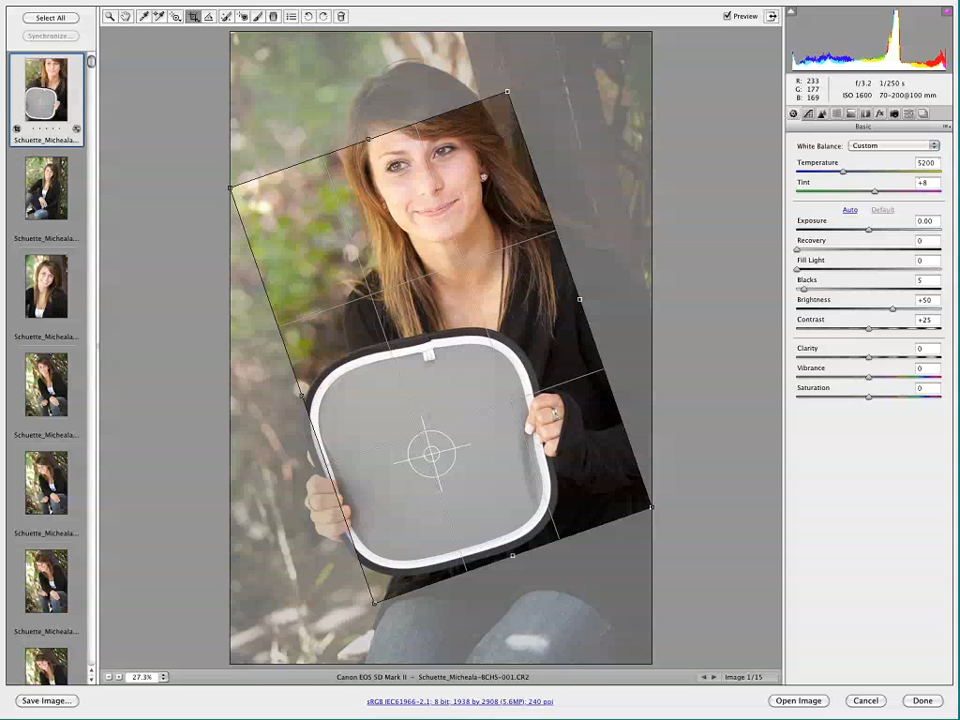 Select All
Synchronize...
Preview
R: 233
G: 177
B: 169
f/3.2 1/250 s
ISO 1600 70-200@100 mm
Basic
White Balance: Custom
Temperature 5200
Tint +8
Auto Default
Exposure 0.00
Recovery 0
Fill Light 0
Blacks 5
Brightness +50
Contrast +25
Clarity 0
Vibrance 0
Saturation 0
Schuette_Micheala...
Schuette_Micheala...
Schuette_Micheala...
Schuette_Micheala...
Schuette_Micheala...
Schuette_Micheala...
27.3%
Canon EOS 5D Mark II - Schuette_Micheala-BCHS-001.CR2
Image 1/15
Save Image...
sRGB IEC61966-2.1; 8 bit; 1938 by 2908 (5.6MP); 240 ppi
Open Image
Cancel
Done